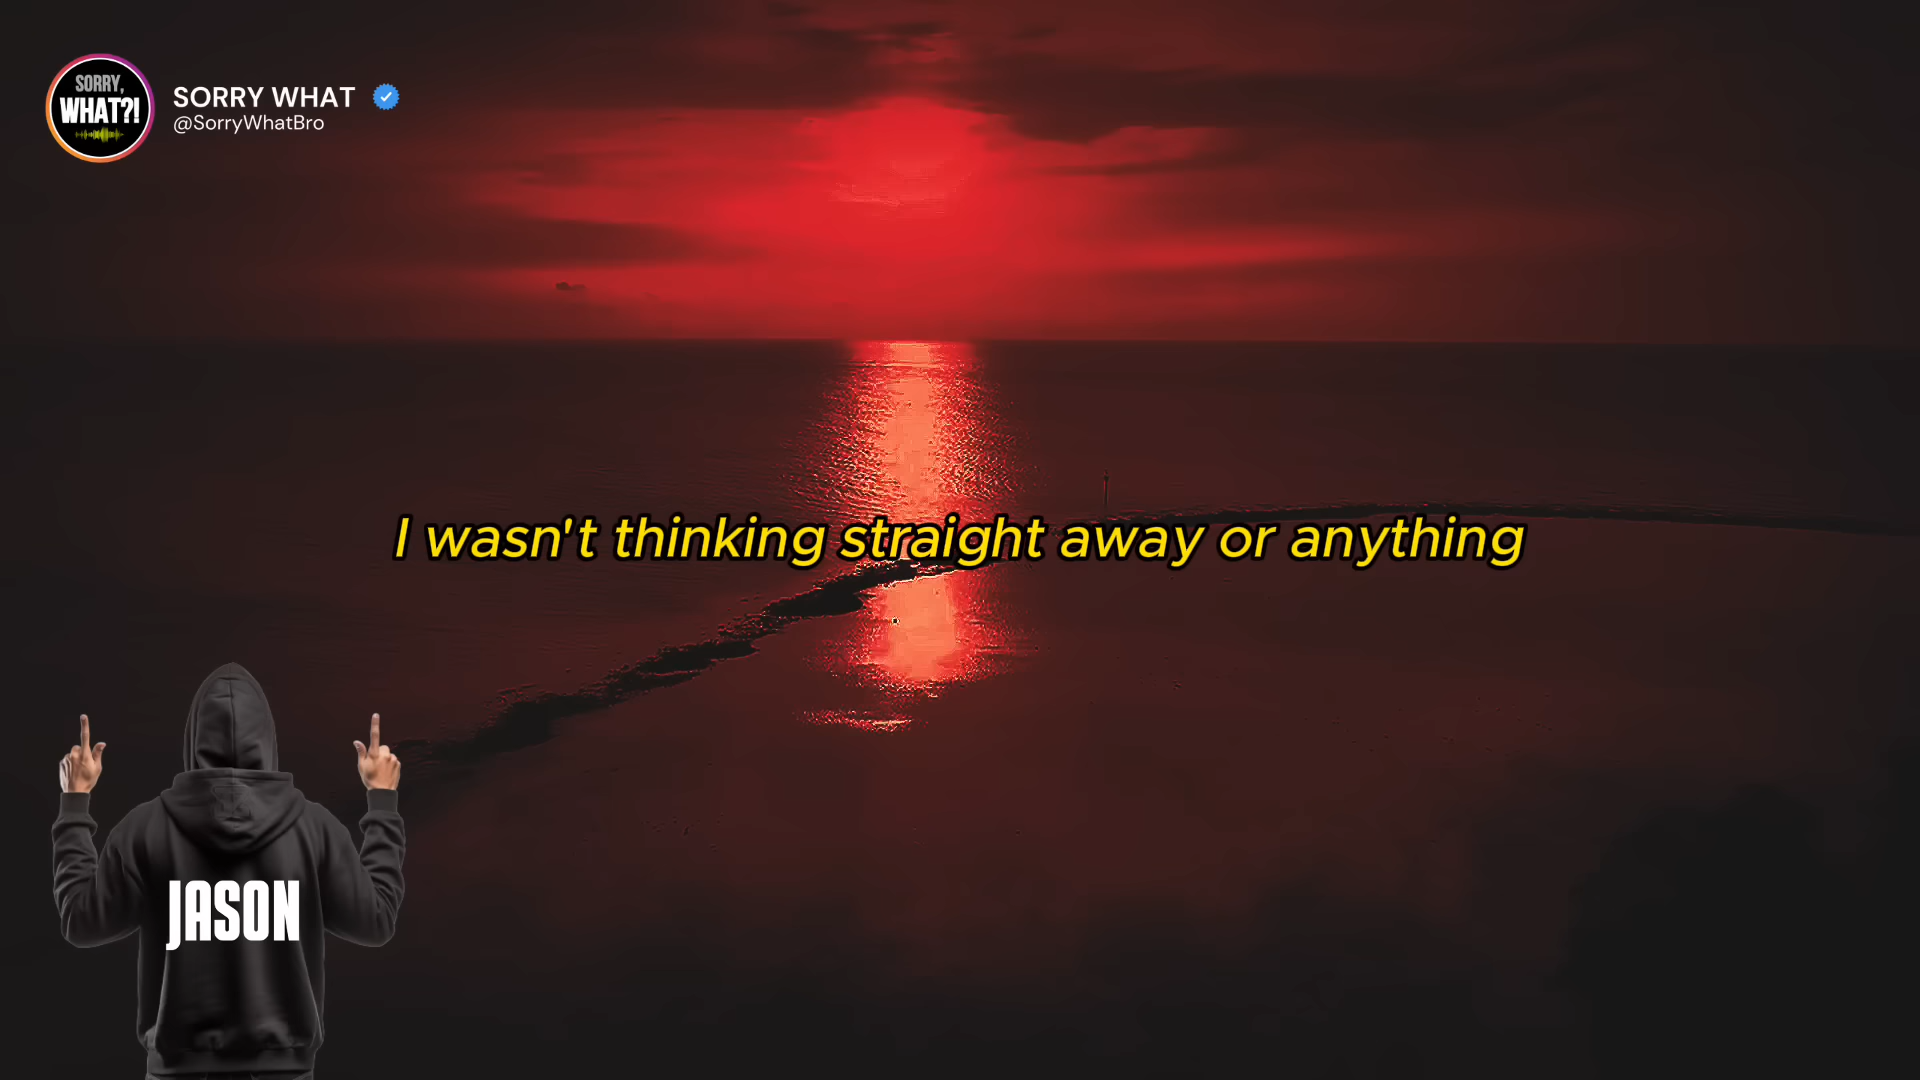 SORRY,
WHAT?!
SORRY WHAT
@SorryWhatBro
I wasn't thinking straight away or anything
JASON